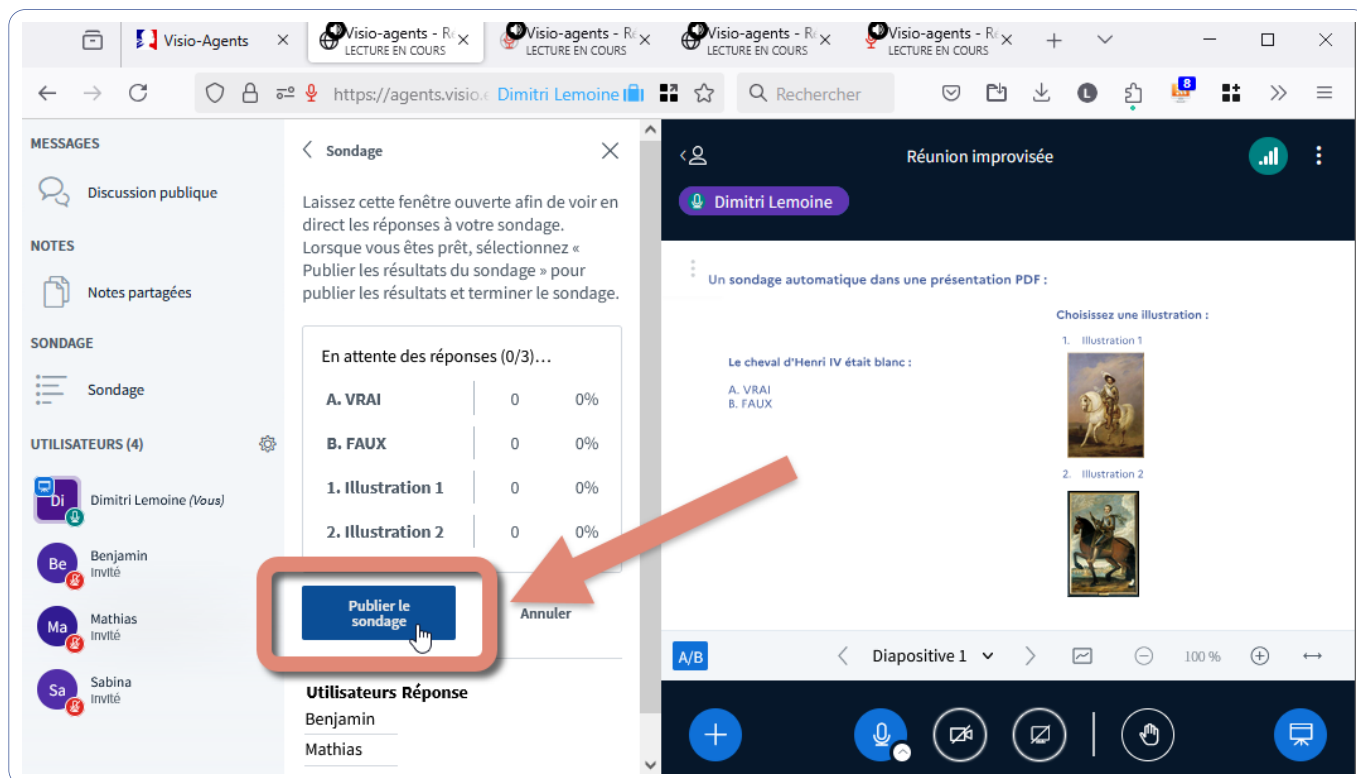 Visio-Agents
Visio-agents - Ré
LECTURE EN COURS
Visio-agents - Ré
LECTURE EN COURS
Visio-agents - Ré
LECTURE EN COURS
Visio-agents - Ré
LECTURE EN COURS
https://agents.visio.e Dimitri Lemoine
Rechercher
L
8
MESSAGES
Discussion publique
NOTES
Notes partagées
SONDAGE
Sondage
UTILISATEURS (4)
Di
Dimitri Lemoine (Vous)
Be
Benjamin
Invité
Ma
Mathias
Invité
Sa
Sabina
Invité
Sondage
Laissez cette fenêtre ouverte afin de voir en
direct les réponses à votre sondage.
Lorsque vous êtes prêt, sélectionnez «
Publier les résultats du sondage » pour
publier les résultats et terminer le sondage.
En attente des réponses (0/3)…
A. VRAI 0 0%
B. FAUX 0 0%
1. Illustration 1 0 0%
2. Illustration 2 0 0%
Publier le
sondage
Annuler
Utilisateurs Réponse
Benjamin
Mathias
Réunion improvisée
Dimitri Lemoine
Un sondage automatique dans une présentation PDF :
Choisissez une illustration :
1. Illustration 1
Le cheval d'Henri IV était blanc :
A. VRAI
B. FAUX
2. Illustration 2
A/B
Diapositive 1
100 %